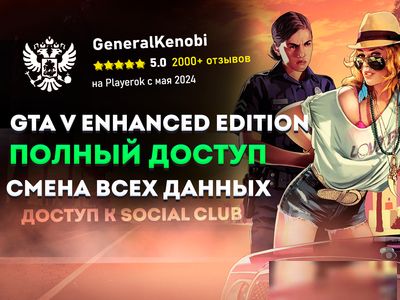 GeneralKenobi
5.0 2000+ отзывов
на Playerok с мая 2024
GTA V ENHANCED EDITION
ПОЛНЫЙ ДОСТУП
СМЕНА ВСЕХ ДАННЫХ
ДОСТУП К SOCIAL CLUB